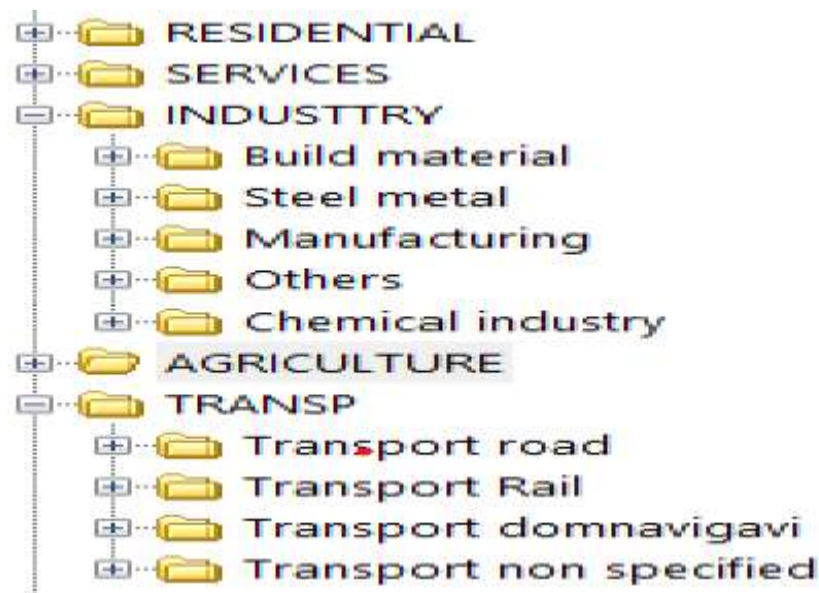 RESIDENTIAL
SERVICES
INDUSTTRY
Build material
Steel metal
Manufacturing
Others
Chemical industry
AGRICULTURE
TRANSP
Transport road
Transport Rail
Transport domnavigavi
Transport non specified